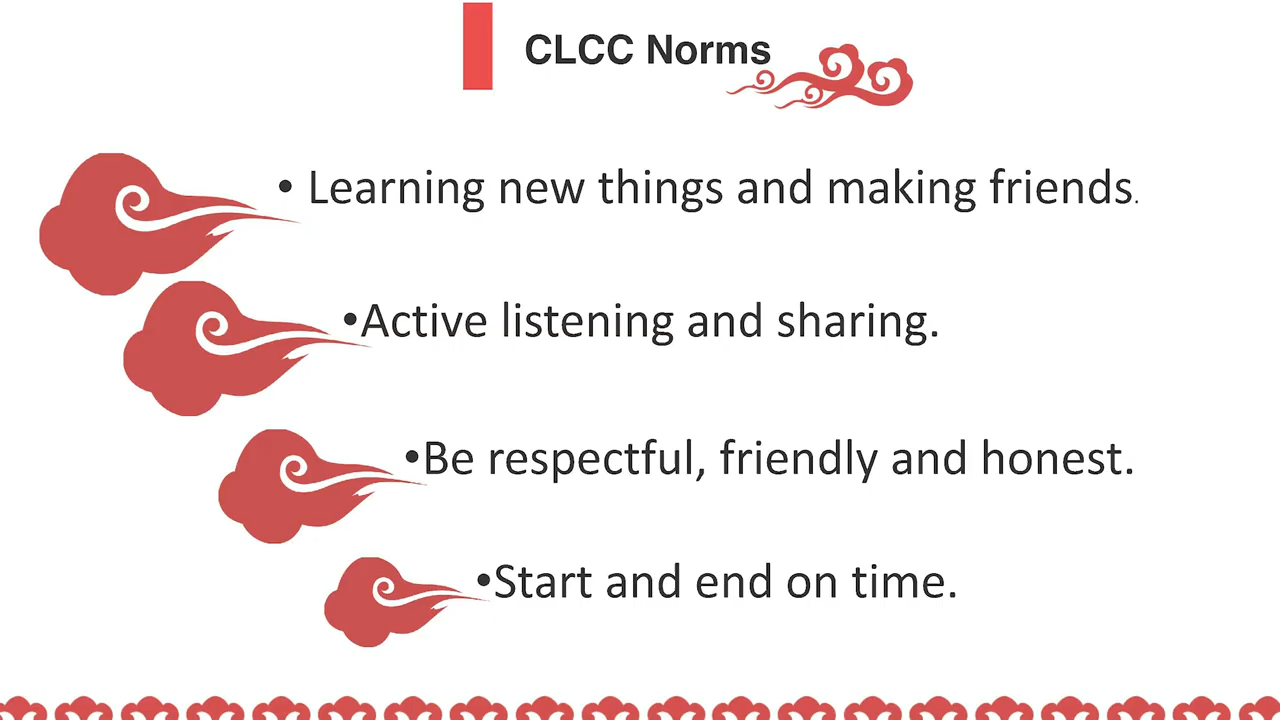 CLCC Norms
• Learning new things and making friends.
•Active listening and sharing.
•Be respectful, friendly and honest.
•Start and end on time.